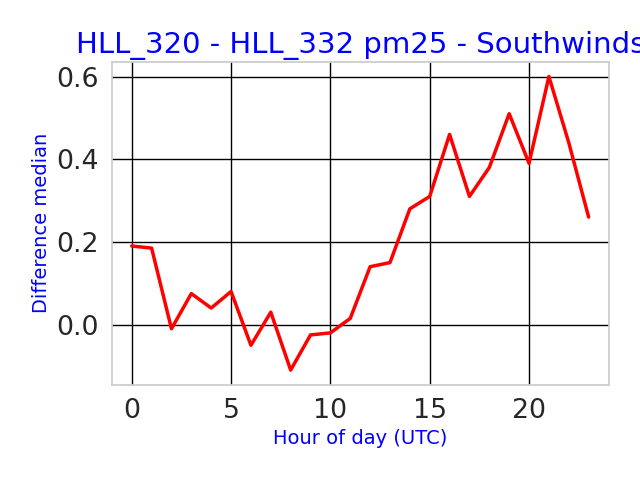 HLL_320 - HLL_332 pm25 - Southwinds
0.6
0.4
0.2
0.0
Difference median
0 5 10 15 20
Hour of day (UTC)